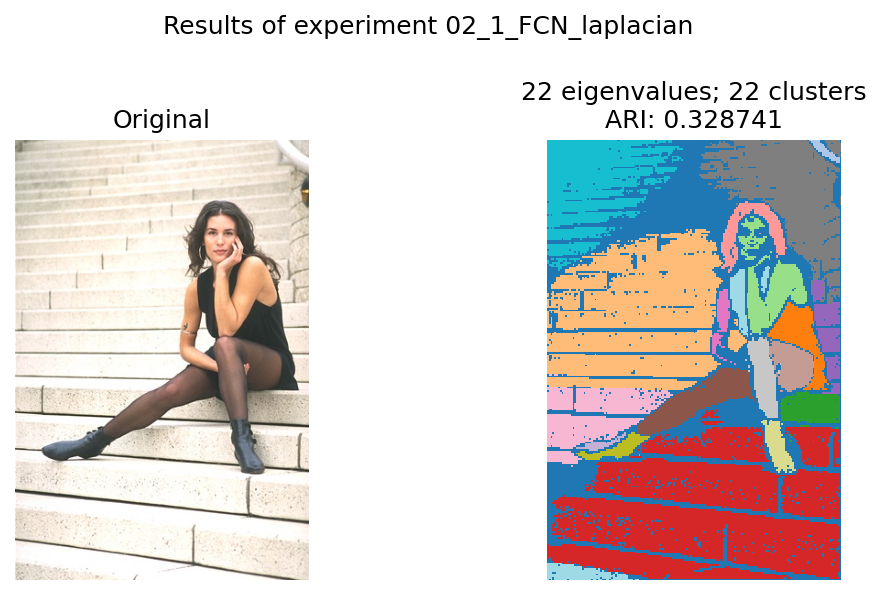 Results of experiment 02_1_FCN_laplacian
Original
22 eigenvalues; 22 clusters
ARI: 0.328741